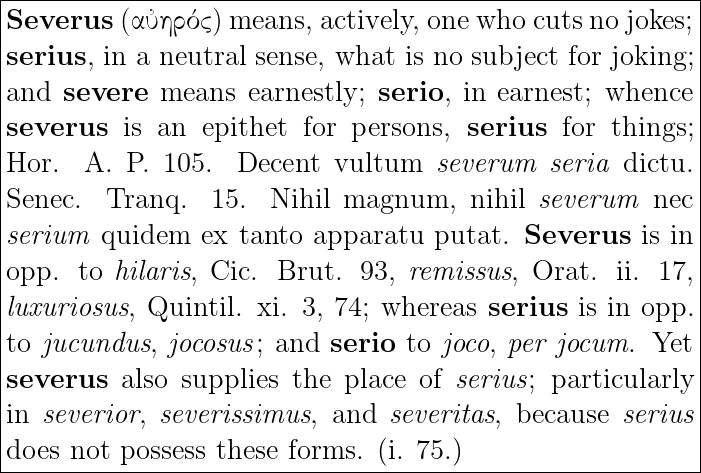 Severus (αὐηρός) means, actively, one who cuts no jokes;
serius, in a neutral sense, what is no subject for joking;
and severe means earnestly; serio, in earnest; whence
severus is an epithet for persons, serius for things;
Hor. A. P. 105. Decent vultum severum seria dictu.
Senec. Tranq. 15. Nihil magnum, nihil severum nec
serium quidem ex tanto apparatu putat. Severus is in
opp. to hilaris, Cic. Brut. 93, remissus, Orat. ii. 17,
luxuriosus, Quintil. xi. 3, 74; whereas serius is in opp.
to jucundus, jocosus; and serio to joco, per jocum. Yet
severus also supplies the place of serius; particularly
in severior, severissimus, and severitas, because serius
does not possess these forms. (i. 75.)